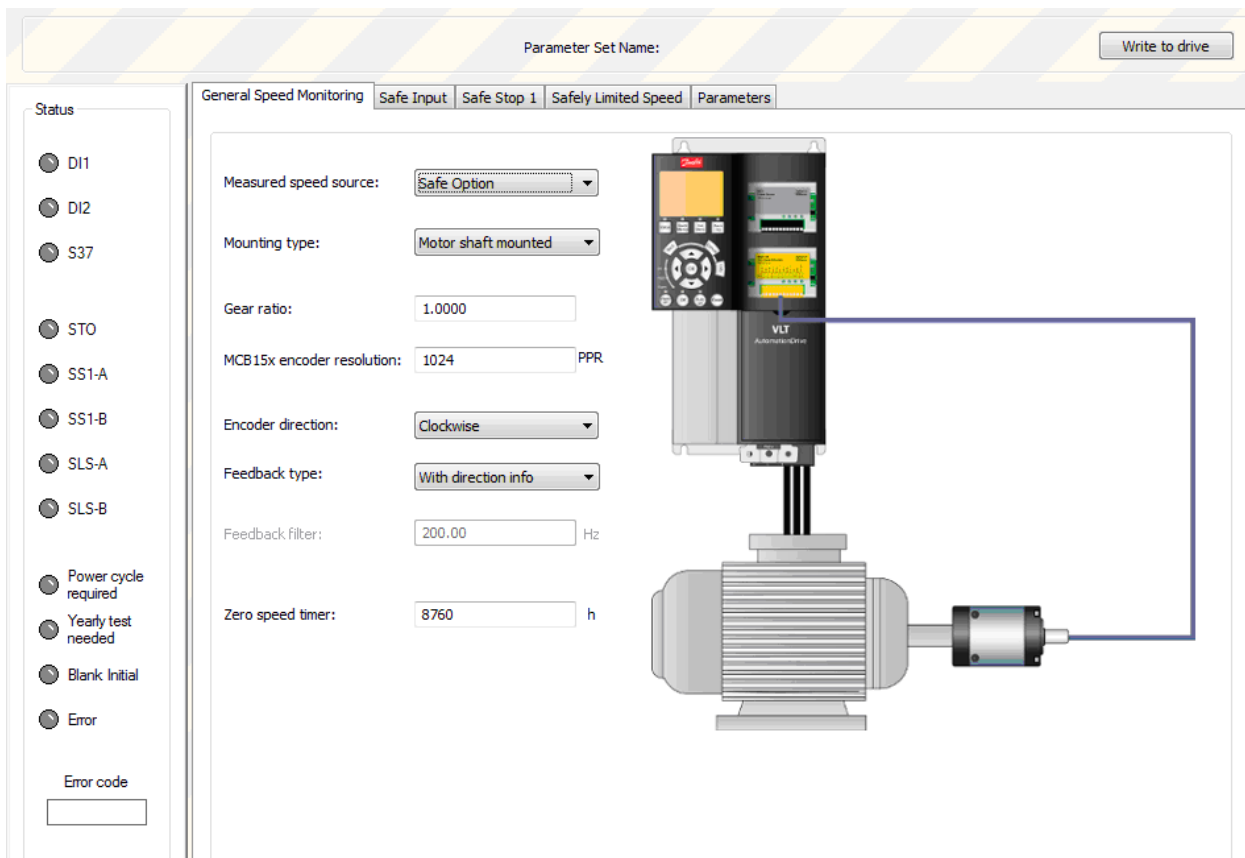 Parameter Set Name:
Write to drive
General Speed Monitoring
Safe Input
Safe Stop 1
Safely Limited Speed
Parameters
Status
DI1
DI2
S37
STO
SS1-A
SS1-B
SLS-A
SLS-B
Power cycle
required
Yearly test
needed
Blank Initial
Error
Error code
Measured speed source:
Safe Option
Mounting type:
Motor shaft mounted
Gear ratio:
1.0000
MCB15x encoder resolution:
1024
PPR
Encoder direction:
Clockwise
Feedback type:
With direction info
Feedback filter:
200.00
Hz
Zero speed timer:
8760
h
Danfoss
VLT
AutomationDrive